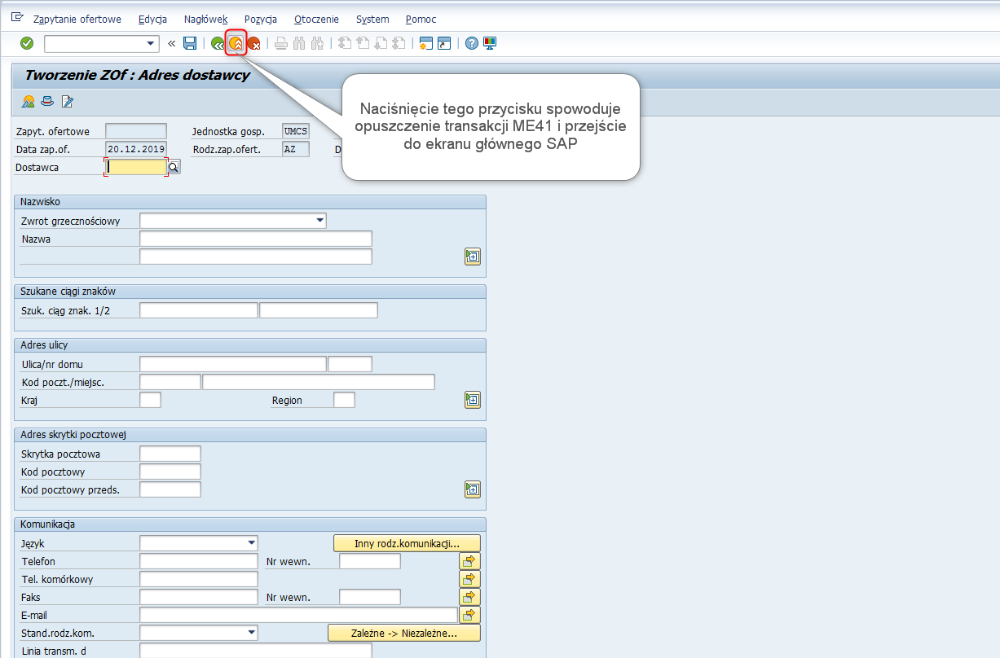 Zapytanie ofertowe Edycja Nagłówek Pozycja Otoczenie System Pomoc
Tworzenie ZOf : Adres dostawcy
Naciśnięcie tego przycisku spowoduje
opuszczenie transakcji ME41 i przejście
do ekranu głównego SAP
Zapyt. ofertowe Jednostka gosp. UMCS
Data zap.of. 20.12.2019 Rodz.zap.ofert. AZ D
Dostawca
Nazwisko
Zwrot grzecznościowy
Nazwa
Szukane ciągi znaków
Szuk. ciąg znak. 1/2
Adres ulicy
Ulica/nr domu
Kod poczt./miejsc.
Kraj Region
Adres skrytki pocztowej
Skrytka pocztowa
Kod pocztowy
Kod pocztowy przeds.
Komunikacja
Język Inny rodz.komunikacji...
Telefon Nr wewn.
Tel. komórkowy
Faks Nr wewn.
E-mail
Stand.rodz.kom. Zależne -> Niezależne...
Linia transm. d